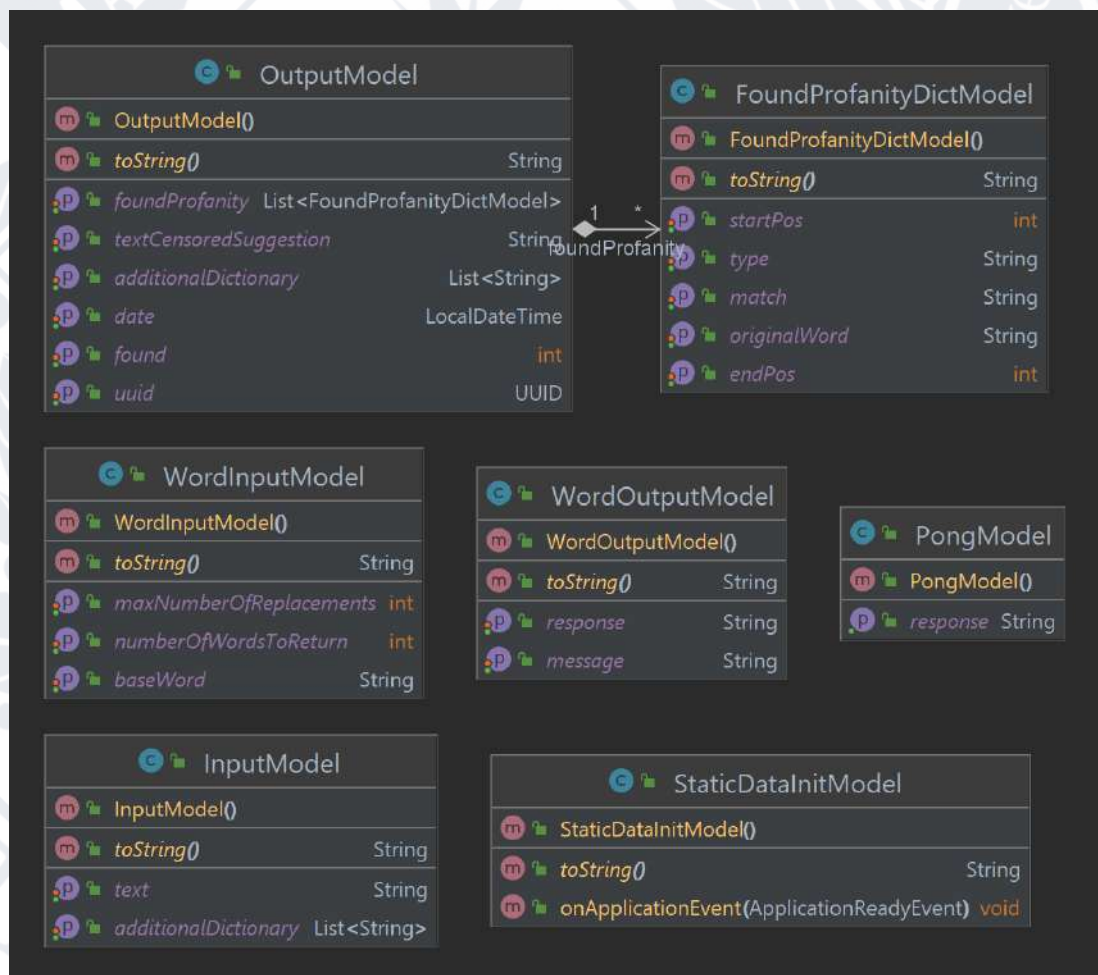 OutputModel
OutputModel()
toString() String
foundProfanity List<FoundProfanityDictModel>
textCensoredSuggestion String
additionalDictionary List<String>
date LocalDateTime
found int
uuid UUID
1 *
foundProfanity
FoundProfanityDictModel
FoundProfanityDictModel()
toString() String
startPos int
type String
match String
originalWord String
endPos int
WordInputModel
WordInputModel()
toString() String
maxNumberOfReplacements int
numberOfWordsToReturn int
baseWord String
WordOutputModel
WordOutputModel()
toString() String
response String
message String
PongModel
PongModel()
response String
InputModel
InputModel()
toString() String
text String
additionalDictionary List<String>
StaticDataInitModel
StaticDataInitModel()
toString() String
onApplicationEvent(ApplicationReadyEvent) void